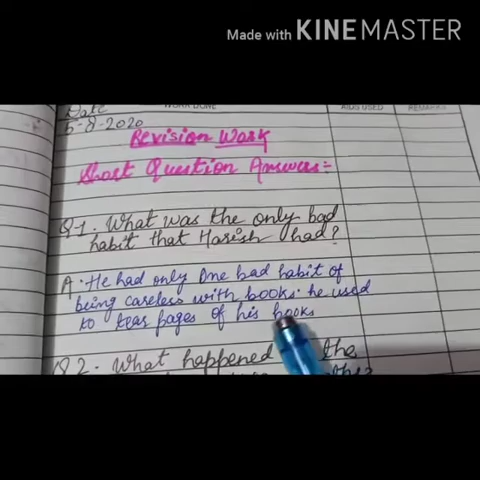 Made with KINEMASTER
Date WORK DONE AIDS USED REMARKS
5-8-2020
Revision Work
Short Question Answers:-
Q-1. What was the only bad
habit that Harish had?
A. He had only One bad habit of
being careless with books. he used
to tear pages of his books
Q2. What happened the